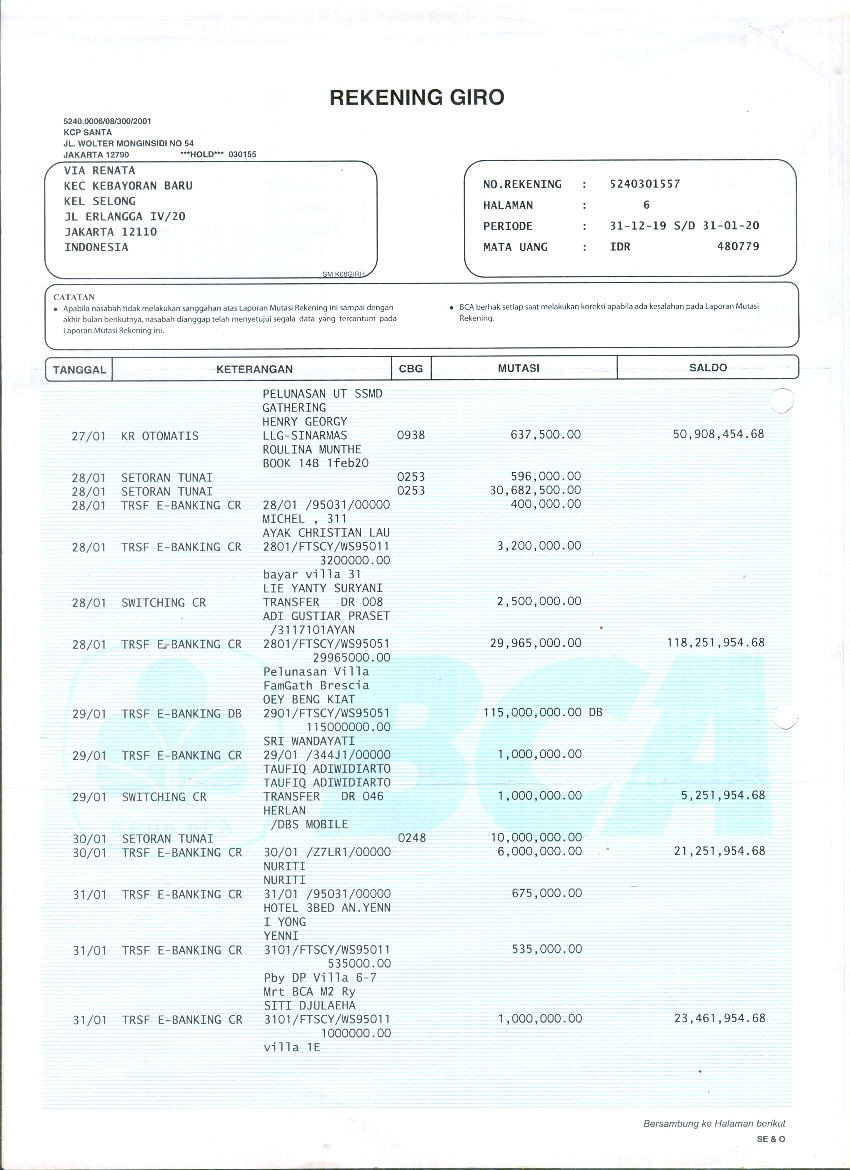 REKENING GIRO
5240.0006/08/300/2001
KCP SANTA
JL. WOLTER MONGINSIDI NO 54
JAKARTA 12790 ***HOLD*** 030155
VIA RENATA
KEC KEBAYORAN BARU
KEL SELONG
JL ERLANGGA IV/20
JAKARTA 12110
INDONESIA
SM:K08GIRH
NO.REKENING : 5240301557
HALAMAN : 6
PERIODE : 31-12-19 S/D 31-01-20
MATA UANG : IDR 480779
CATATAN
• Apabila nasabah tidak melakukan sanggahan atas Laporan Mutasi Rekening ini sampai dengan
akhir bulan berikutnya, nasabah dianggap telah menyetujui segala data yang tercantum pada
Laporan Mutasi Rekening ini.
• BCA berhak setiap saat melakukan koreksi apabila ada kesalahan pada Laporan Mutasi
Rekening.
TANGGAL KETERANGAN CBG MUTASI SALDO
PELUNASAN UT SSMD
GATHERING
HENRY GEORGY
27/01 KR OTOMATIS LLG-SINARMAS 0938 637,500.00 50,908,454.68
ROULINA MUNTHE
BOOK 14B 1feb20
28/01 SETORAN TUNAI 0253 596,000.00
28/01 SETORAN TUNAI 0253 30,682,500.00
28/01 TRSF E-BANKING CR 28/01 /95031/00000 400,000.00
MICHEL , 311
AYAK CHRISTIAN LAU
28/01 TRSF E-BANKING CR 2801/FTSCY/WS95011 3,200,000.00
3200000.00
bayar villa 31
LIE YANTY SURYANI
28/01 SWITCHING CR TRANSFER DR 008 2,500,000.00
ADI GUSTIAR PRASET
/3117101AYAN
28/01 TRSF E-BANKING CR 2801/FTSCY/WS95051 29,965,000.00 118,251,954.68
29965000.00
Pelunasan Villa
FamGath Brescia
OEY BENG KIAT
29/01 TRSF E-BANKING DB 2901/FTSCY/WS95051 115,000,000.00 DB
115000000.00
SRI WANDAYATI
29/01 TRSF E-BANKING CR 29/01 /344J1/00000 1,000,000.00
TAUFIQ ADIWIDIARTO
TAUFIQ ADIWIDIARTO
29/01 SWITCHING CR TRANSFER DR 046 1,000,000.00 5,251,954.68
HERLAN
/DBS MOBILE
30/01 SETORAN TUNAI 0248 10,000,000.00
30/01 TRSF E-BANKING CR 30/01 /Z7LR1/00000 6,000,000.00 21,251,954.68
NURITI
NURITI
31/01 TRSF E-BANKING CR 31/01 /95031/00000 675,000.00
HOTEL 3BED AN.YENN
I YONG
YENNI
31/01 TRSF E-BANKING CR 3101/FTSCY/WS95011 535,000.00
535000.00
Pby DP Villa 6-7
Mrt BCA M2 Ry
SITI DJULAEHA
31/01 TRSF E-BANKING CR 3101/FTSCY/WS95011 1,000,000.00 23,461,954.68
1000000.00
villa 1E
BCA
Bersambung ke Halaman berikut
SE & O